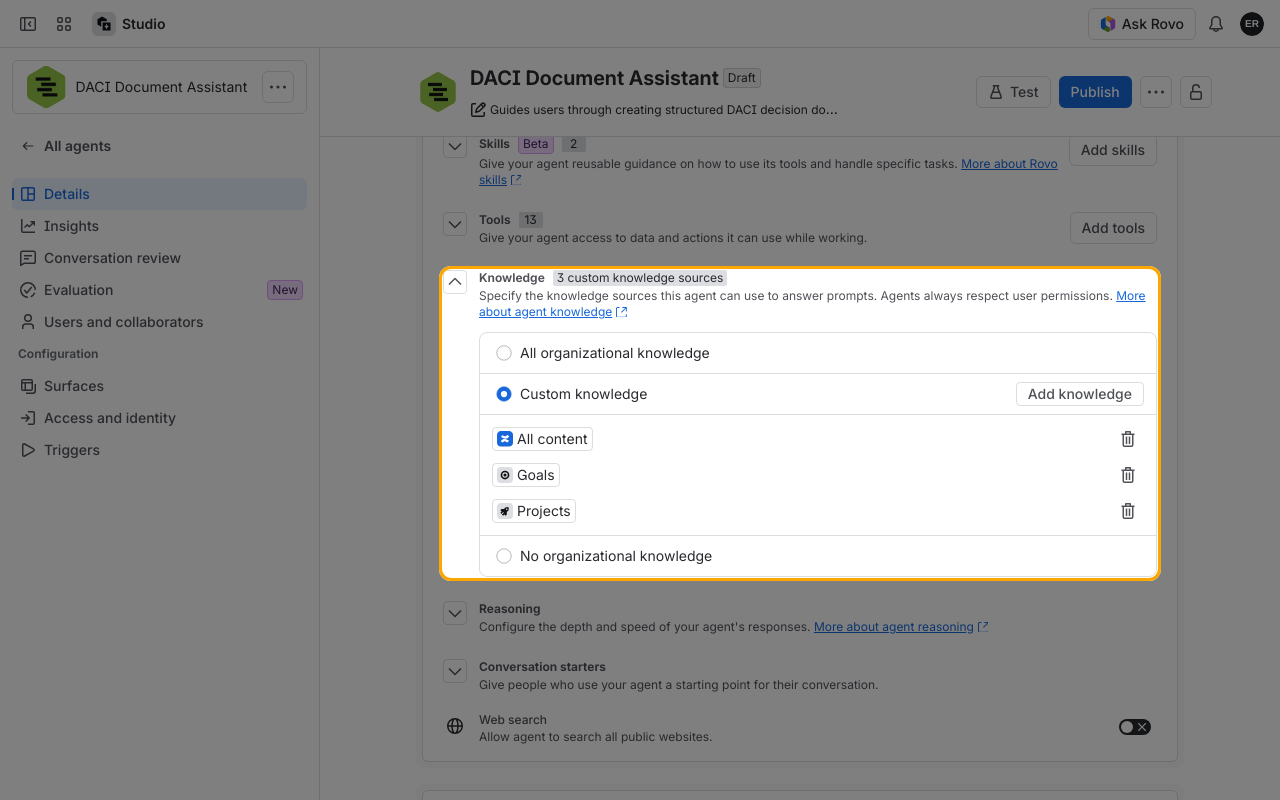 Studio
Ask Rovo
ER
DACI Document Assistant
All agents
Details
Insights
Conversation review
Evaluation New
Users and collaborators
Configuration
Surfaces
Access and identity
Triggers
DACI Document Assistant Draft
Guides users through creating structured DACI decision do...
Test
Publish
Skills Beta 2
Give your agent reusable guidance on how to use its tools and handle specific tasks. More about Rovo
skills
Add skills
Tools 13
Give your agent access to data and actions it can use while working.
Add tools
Knowledge 3 custom knowledge sources
Specify the knowledge sources this agent can use to answer prompts. Agents always respect user permissions. More
about agent knowledge
All organizational knowledge
Custom knowledge
Add knowledge
All content
Goals
Projects
No organizational knowledge
Reasoning
Configure the depth and speed of your agent's responses. More about agent reasoning
Conversation starters
Give people who use your agent a starting point for their conversation.
Web search
Allow agent to search all public websites.